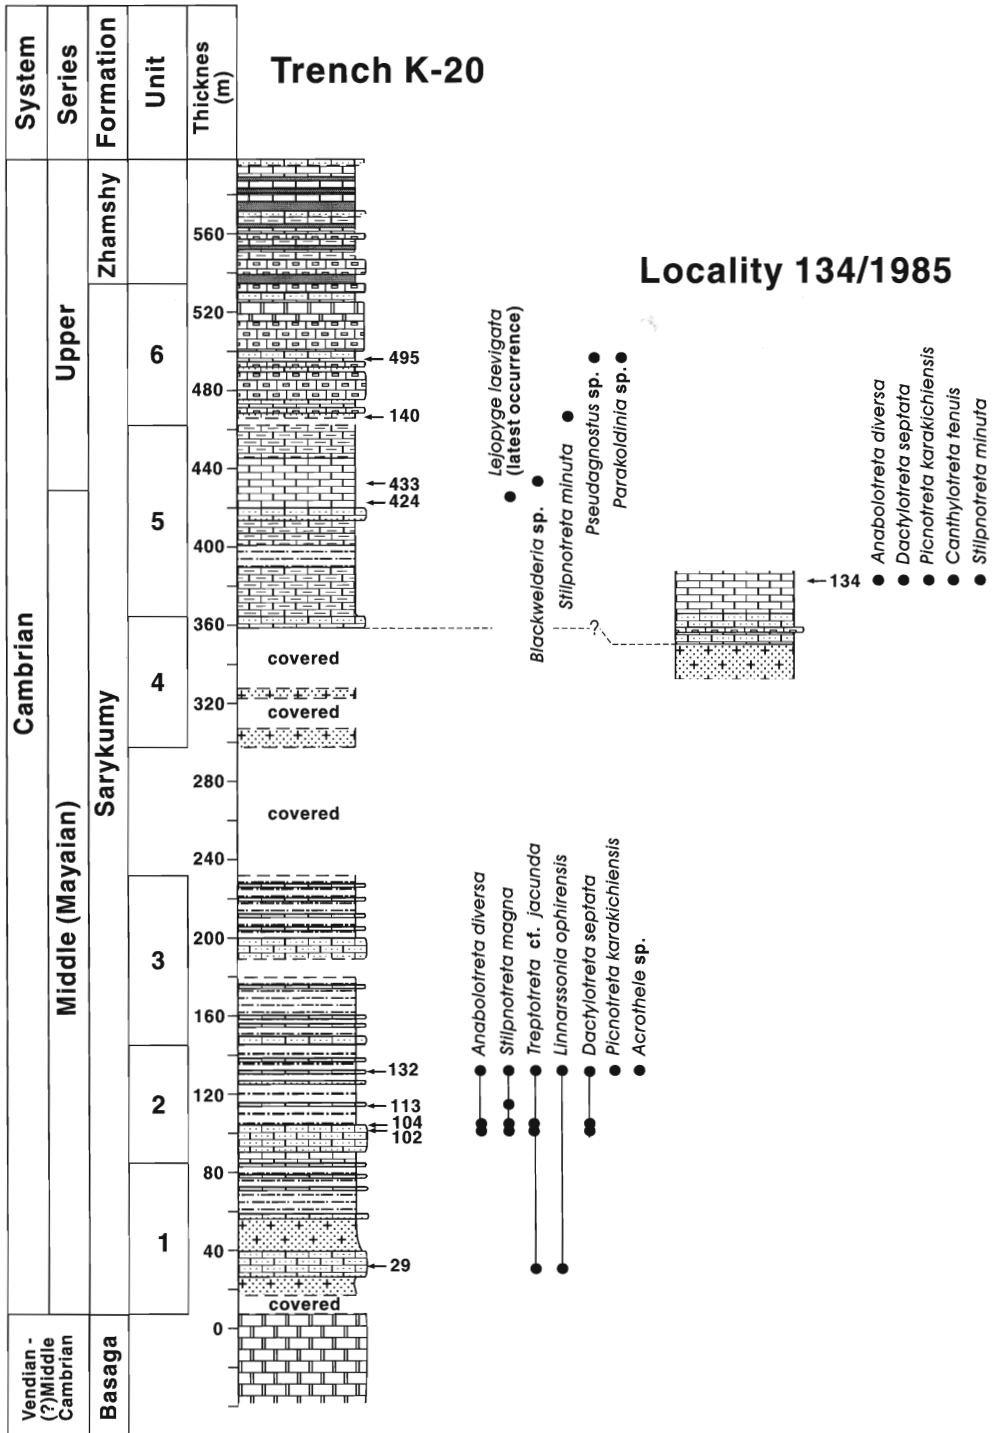 System
Series
Formation
Unit
Thicknes
(m)
Trench K-20
Locality 134/1985
Cambrian
Upper
Middle (Mayaian)
Zhamshy
Sarykumy
Vendian -
(?)Middle
Cambrian
Basaga
6
5
4
3
2
1
560
520
480
440
400
360
320
280
240
200
160
120
80
40
0
495
140
433
424
covered
covered
covered
132
113
104
102
29
covered
Lejopyge laevigata
(latest occurrence)
Blackwelderia sp.
Stilpnotreta minuta
Pseudagnostus sp.
Parakoldinia sp.
?
134
Anabolotreta diversa
Dactylotreta septata
Picnotreta karakichiensis
Canthylotreta tenuis
Stilpnotreta minuta
Anabolotreta diversa
Stilpnotreta magna
Treptotreta cf. jacunda
Linnarssonia ophirensis
Dactylotreta septata
Picnotreta karakichiensis
Acrothele sp.